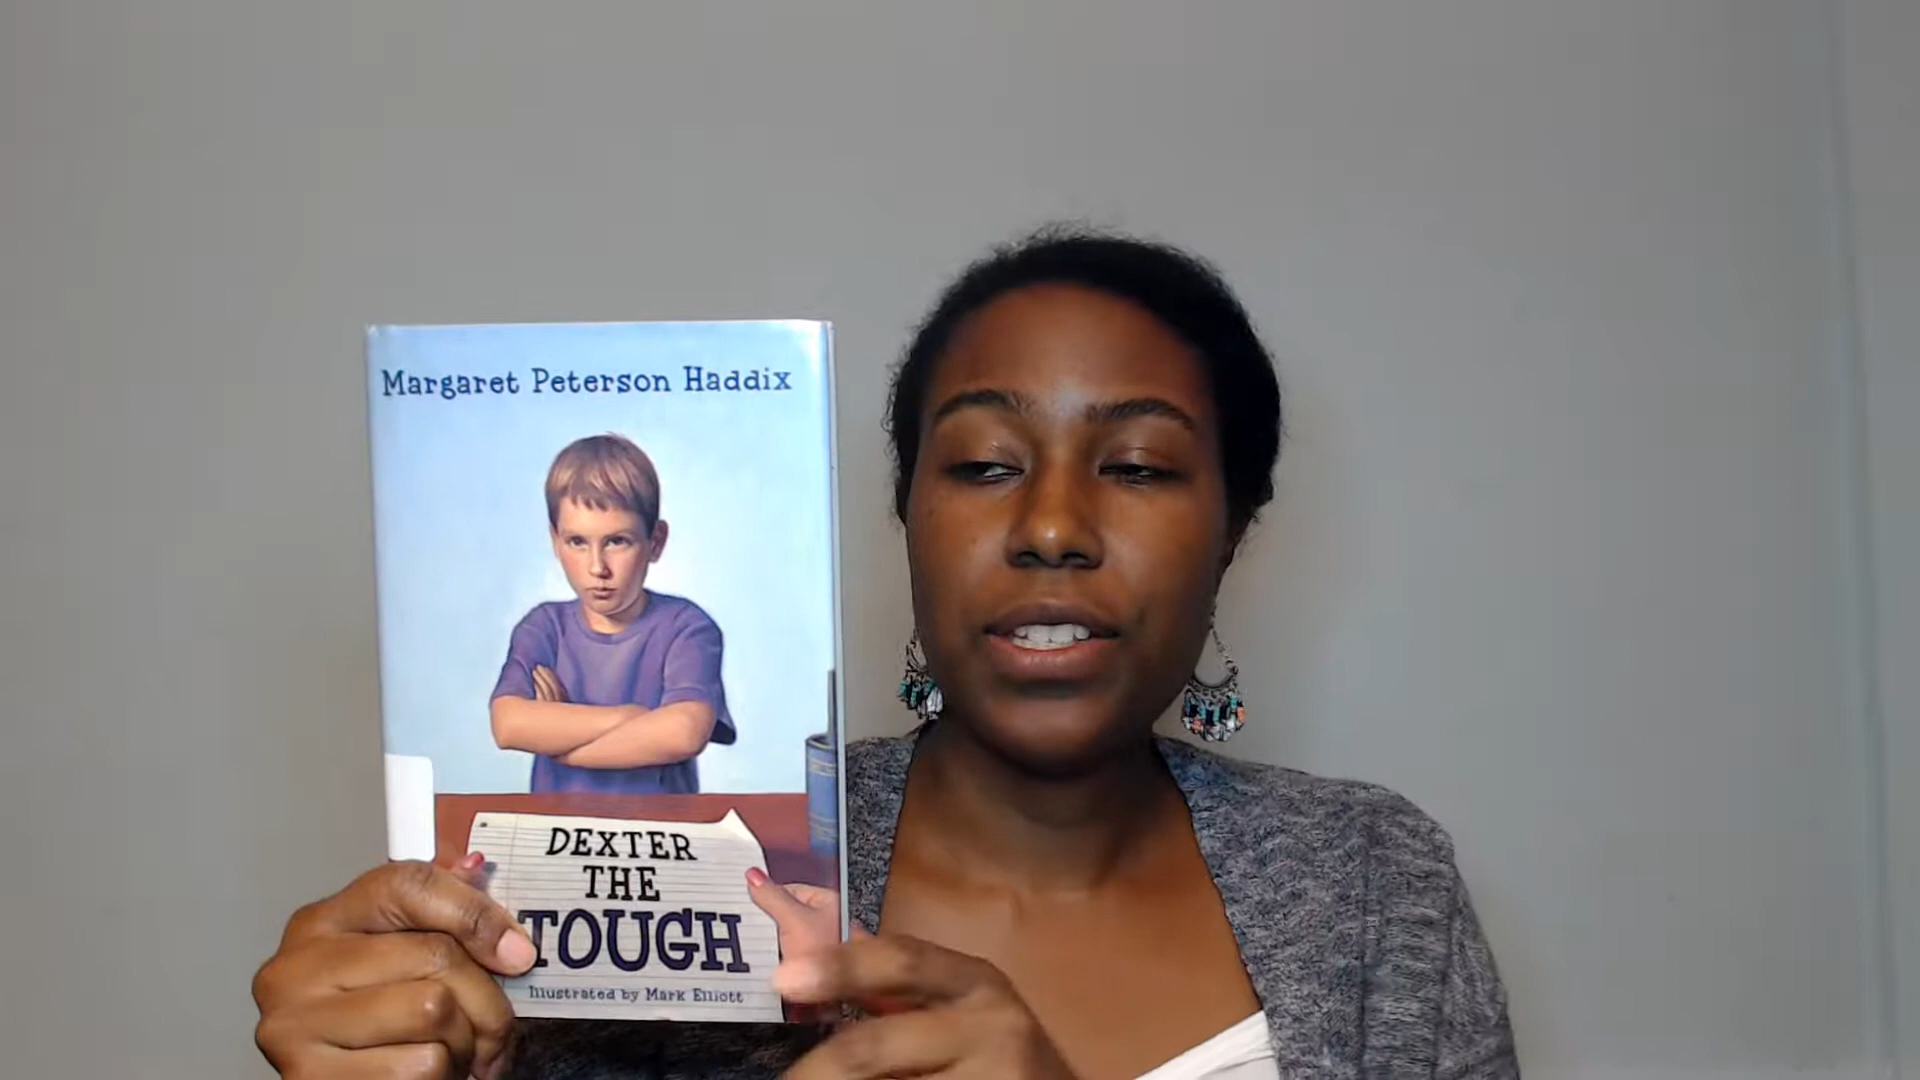 Margaret Peterson Haddix
DEXTER
THE
TOUGH
Illustrated by Mark Elliott